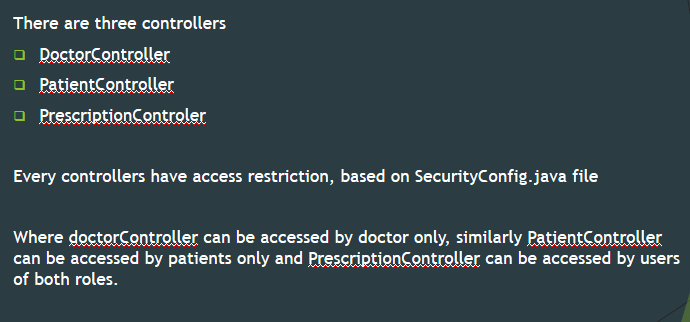 There are three controllers
DoctorController
PatientController
PrescriptionControler
Every controllers have access restriction, based on SecurityConfig.java file
Where doctorController can be accessed by doctor only, similarly PatientController
can be accessed by patients only and PrescriptionController can be accessed by users
of both roles.